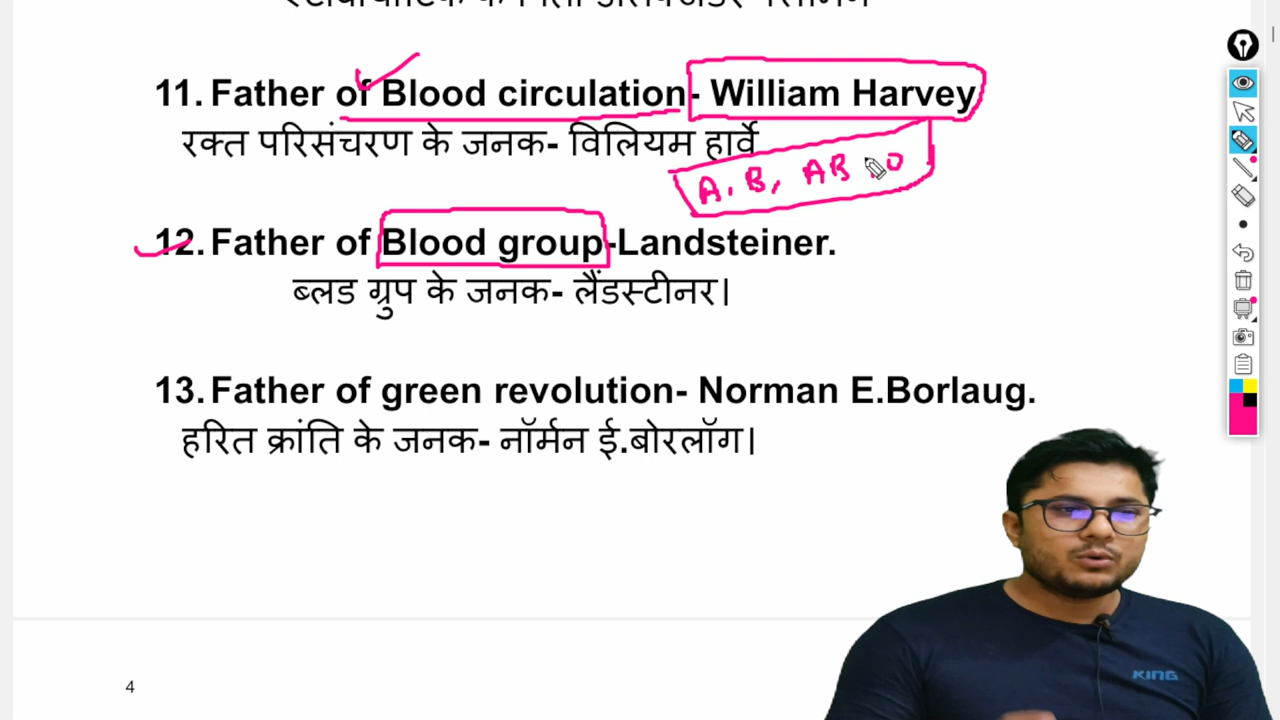 11. Father of Blood circulation- William Harvey
रक्त परिसंचरण के जनक- विलियम हार्वे
A, B, AB, O
12. Father of Blood group-Landsteiner.
ब्लड ग्रुप के जनक- लैंडस्टीनर।
13. Father of green revolution- Norman E.Borlaug.
हरित क्रांति के जनक- नॉर्मन ई.बोरलॉग।
KING
4